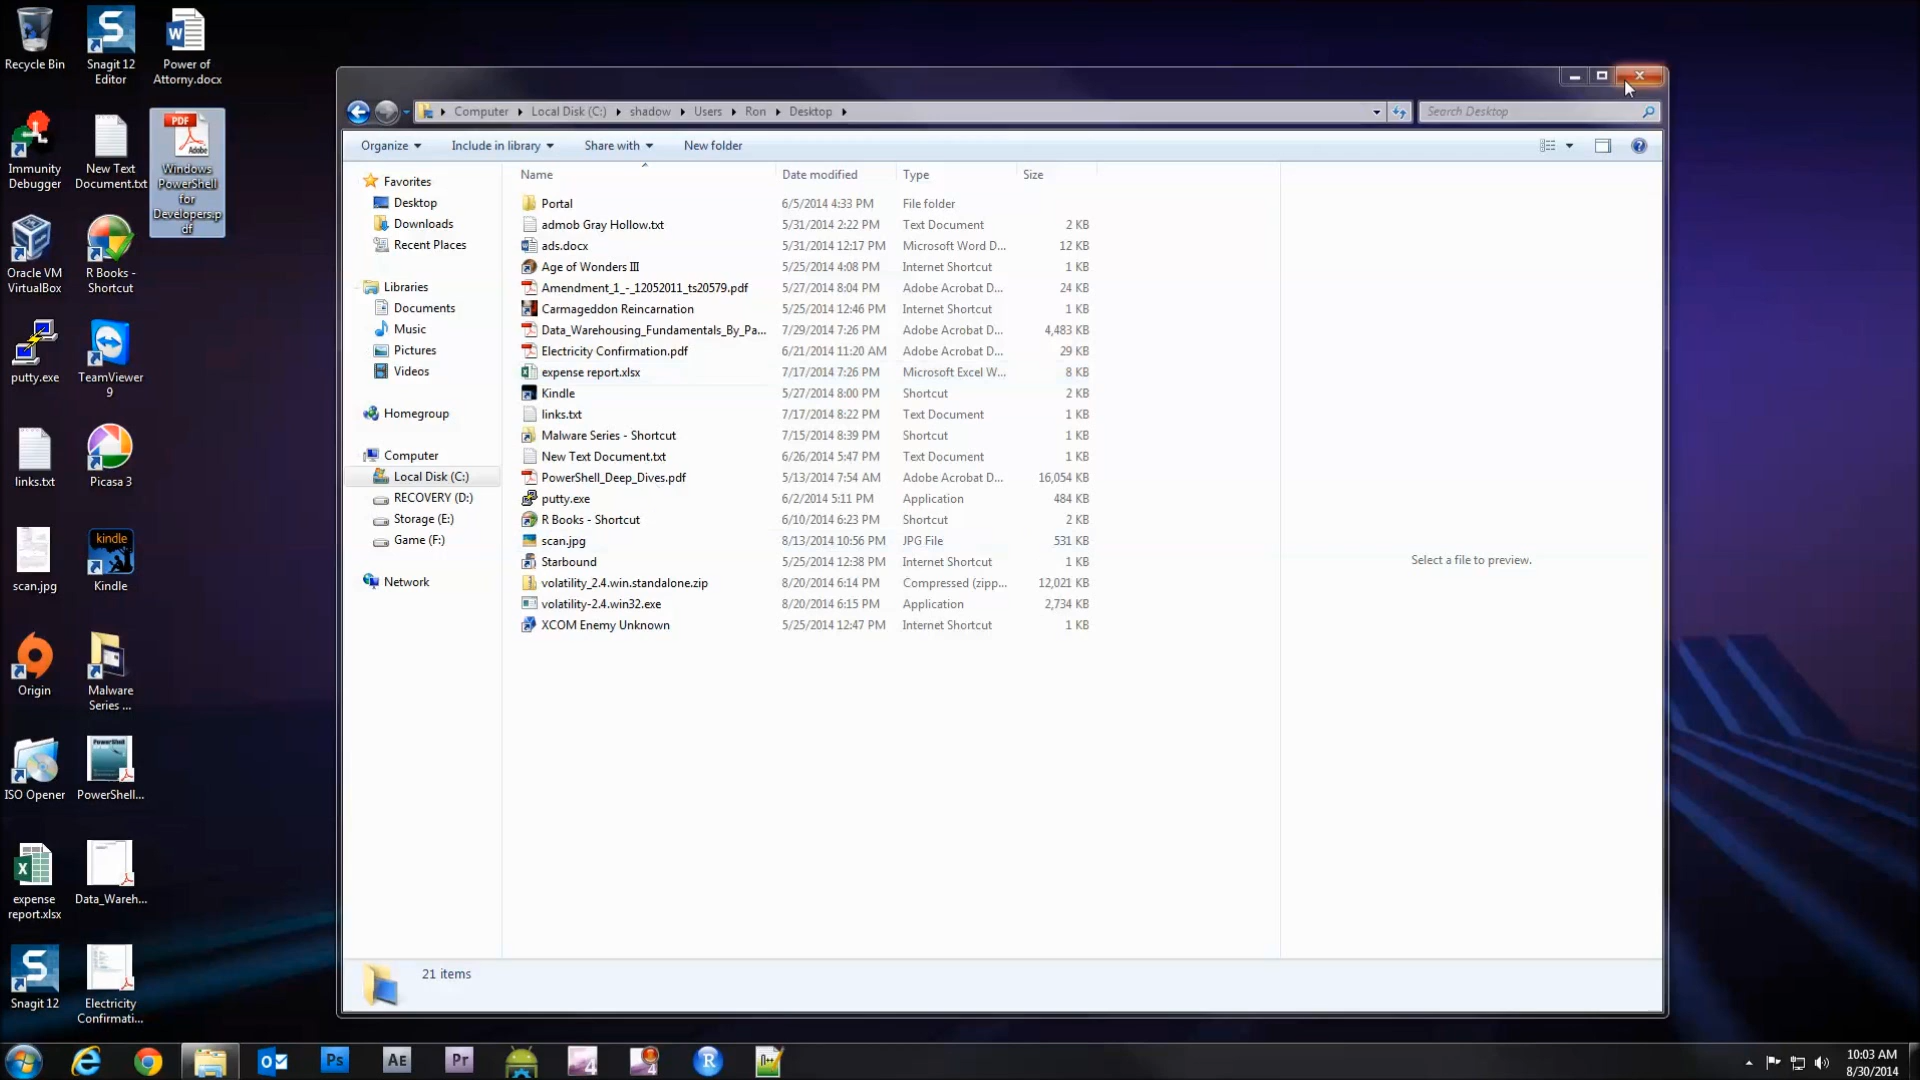 Recycle Bin
Snagit 12
Editor
Power of
Attorny.docx
Immunity
Debugger
New Text
Document.txt
PDF
Adobe
Windows
PowerShell
for
Developers.p
df
Oracle VM
VirtualBox
R Books -
Shortcut
putty.exe
TeamViewer
9
links.txt
Picasa 3
scan.jpg
kindle
Kindle
Origin
Malware
Series ...
ISO Opener
PowerShell
PowerShell...
expense
report.xlsx
Data_Wareh...
Snagit 12
Electricity
Confirmati...
Computer Local Disk (C:) shadow Users Ron Desktop
Search Desktop
Organize Include in library Share with New folder
Favorites
Desktop
Downloads
Recent Places
Libraries
Documents
Music
Pictures
Videos
Homegroup
Computer
Local Disk (C:)
RECOVERY (D:)
Storage (E:)
Game (F:)
Network
Name Date modified Type Size
Portal 6/5/2014 4:33 PM File folder
admob Gray Hollow.txt 5/31/2014 2:22 PM Text Document 2 KB
ads.docx 5/31/2014 12:17 PM Microsoft Word D... 12 KB
Age of Wonders III 5/25/2014 4:08 PM Internet Shortcut 1 KB
Amendment_1_-_12052011_ts20579.pdf 5/27/2014 8:04 PM Adobe Acrobat D... 24 KB
Carmageddon Reincarnation 5/25/2014 12:46 PM Internet Shortcut 1 KB
Data_Warehousing_Fundamentals_By_Pa... 7/29/2014 7:26 PM Adobe Acrobat D... 4,483 KB
Electricity Confirmation.pdf 6/21/2014 11:20 AM Adobe Acrobat D... 29 KB
expense report.xlsx 7/17/2014 7:26 PM Microsoft Excel W... 8 KB
Kindle 5/27/2014 8:00 PM Shortcut 2 KB
links.txt 7/17/2014 8:22 PM Text Document 1 KB
Malware Series - Shortcut 7/15/2014 8:39 PM Shortcut 1 KB
New Text Document.txt 6/26/2014 5:47 PM Text Document 1 KB
PowerShell_Deep_Dives.pdf 5/13/2014 7:54 AM Adobe Acrobat D... 16,054 KB
putty.exe 6/2/2014 5:11 PM Application 484 KB
R Books - Shortcut 6/10/2014 6:23 PM Shortcut 2 KB
scan.jpg 8/13/2014 10:56 PM JPG File 531 KB
Starbound 5/25/2014 12:38 PM Internet Shortcut 1 KB
volatility_2.4.win.standalone.zip 8/20/2014 6:14 PM Compressed (zipp... 12,021 KB
volatility-2.4.win32.exe 8/20/2014 6:15 PM Application 2,734 KB
XCOM Enemy Unknown 5/25/2014 12:47 PM Internet Shortcut 1 KB
Select a file to preview.
21 items
Ps AE Pr 4 4 R
10:03 AM
8/30/2014